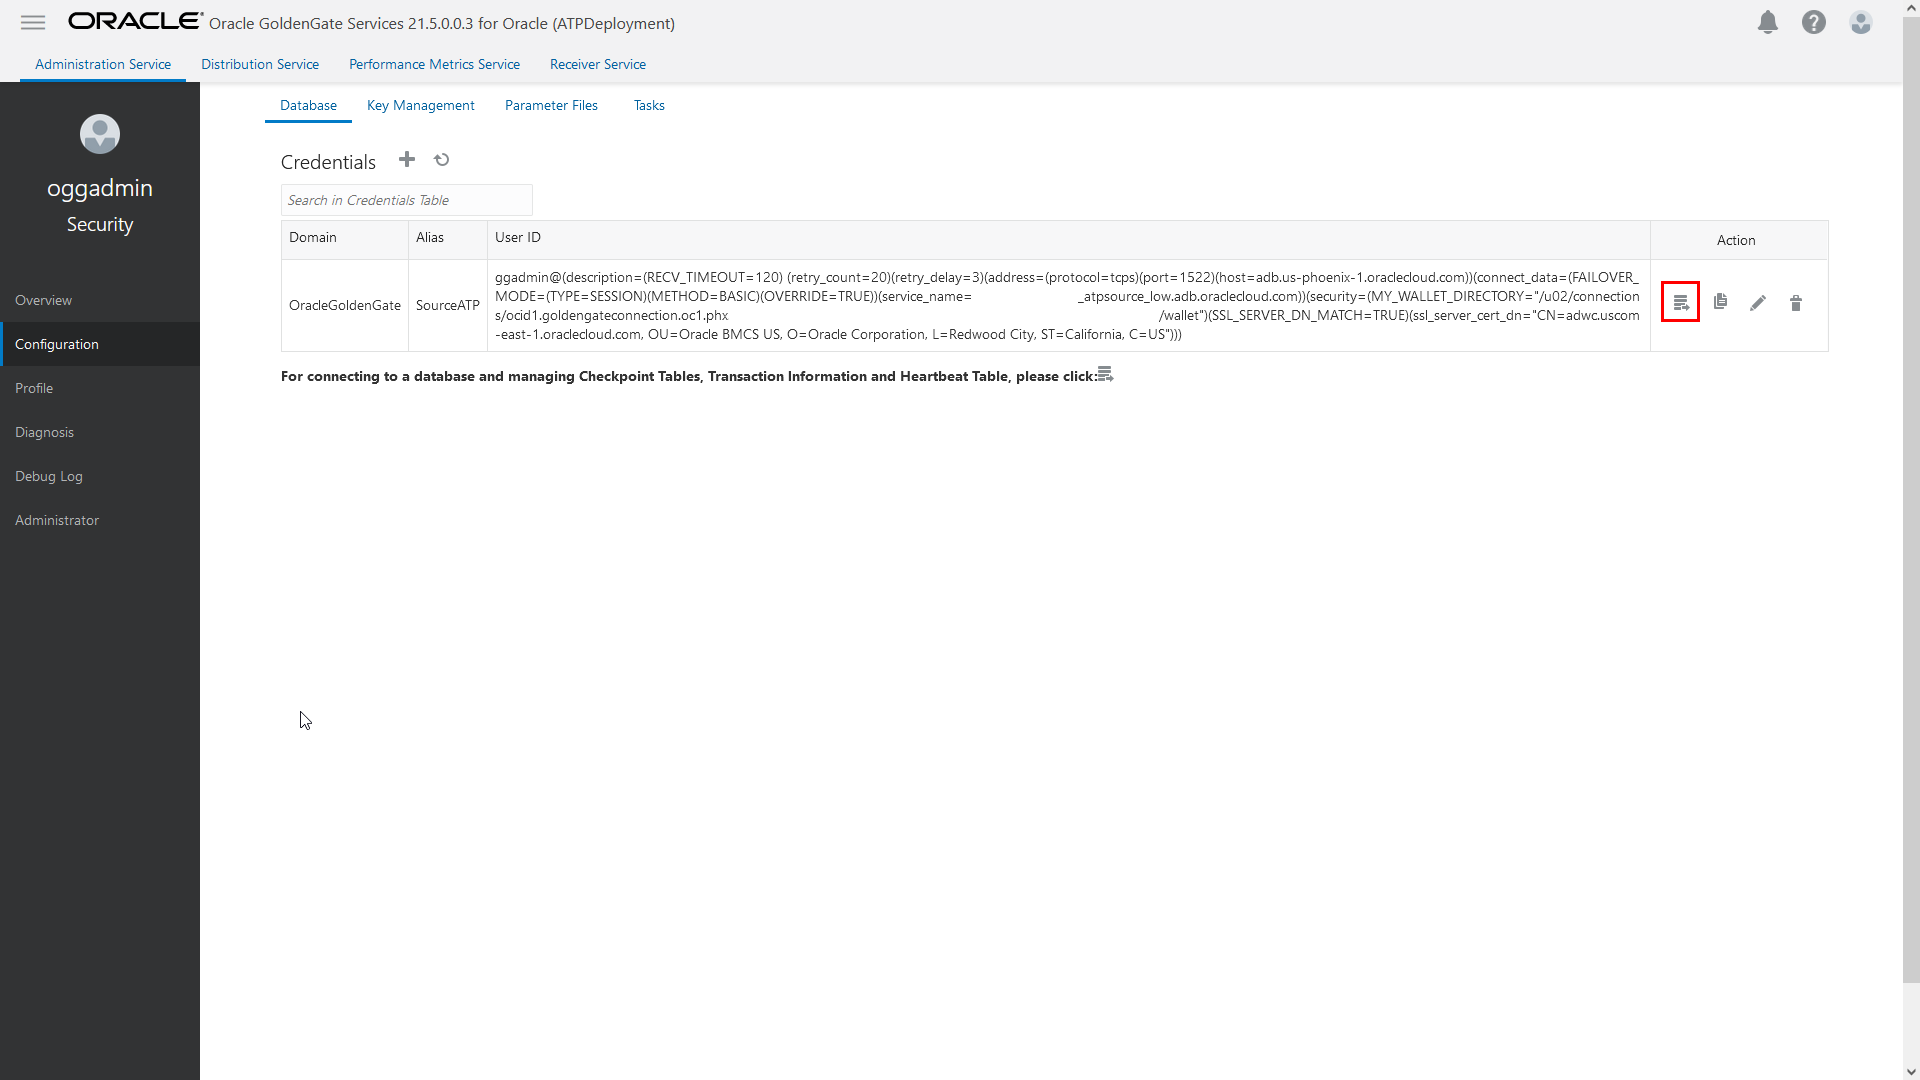 ORACLE Oracle GoldenGate Services 21.5.0.0.3 for Oracle (ATPDeployment)
Administration Service Distribution Service Performance Metrics Service Receiver Service
Database Key Management Parameter Files Tasks
oggadmin
Security
Overview
Configuration
Profile
Diagnosis
Debug Log
Administrator
Credentials
Search in Credentials Table
Domain Alias User ID Action
OracleGoldenGate SourceATP
ggadmin@(description=(RECV_TIMEOUT=120) (retry_count=20)(retry_delay=3)(address=(protocol=tcps)(port=1522)(host=adb.us-phoenix-1.oraclecloud.com))(connect_data=(FAILOVER_
MODE=(TYPE=SESSION)(METHOD=BASIC)(OVERRIDE=TRUE))(service_name= _atpsource_low.adb.oraclecloud.com))(security=(MY_WALLET_DIRECTORY="/u02/connection
s/ocid1.goldengateconnection.oc1.phx /wallet")(SSL_SERVER_DN_MATCH=TRUE)(ssl_server_cert_dn="CN=adwc.uscom
-east-1.oraclecloud.com, OU=Oracle BMCS US, O=Oracle Corporation, L=Redwood City, ST=California, C=US")))
For connecting to a database and managing Checkpoint Tables, Transaction Information and Heartbeat Table, please click: